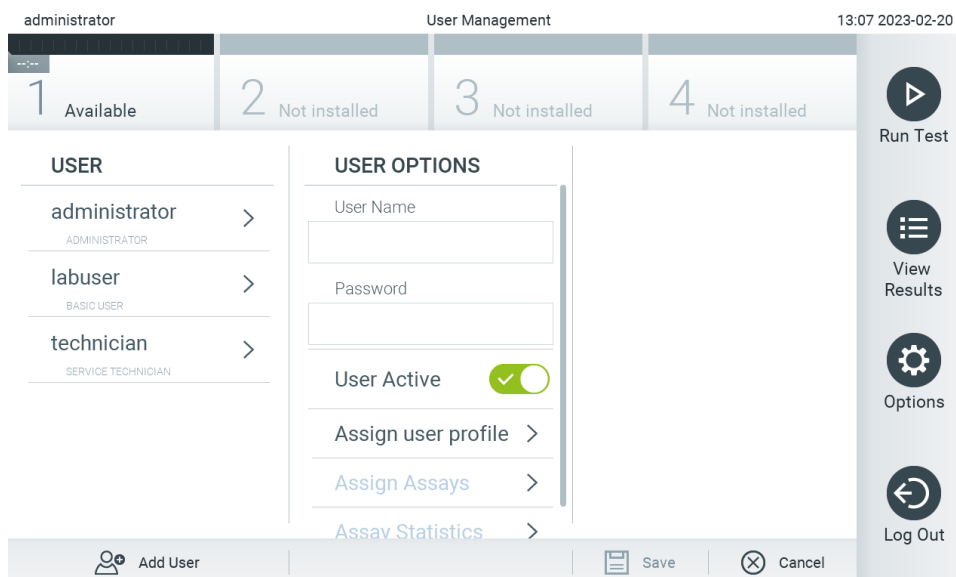 administrator
User Management
13:07 2023-02-20
--:--
1 Available
2 Not installed
3 Not installed
4 Not installed
USER
administrator
ADMINISTRATOR
labuser
BASIC USER
technician
SERVICE TECHNICIAN
USER OPTIONS
User Name
Password
User Active
Assign user profile
Assign Assays
Assay Statistics
Run Test
View
Results
Options
Log Out
Add User
Save
Cancel